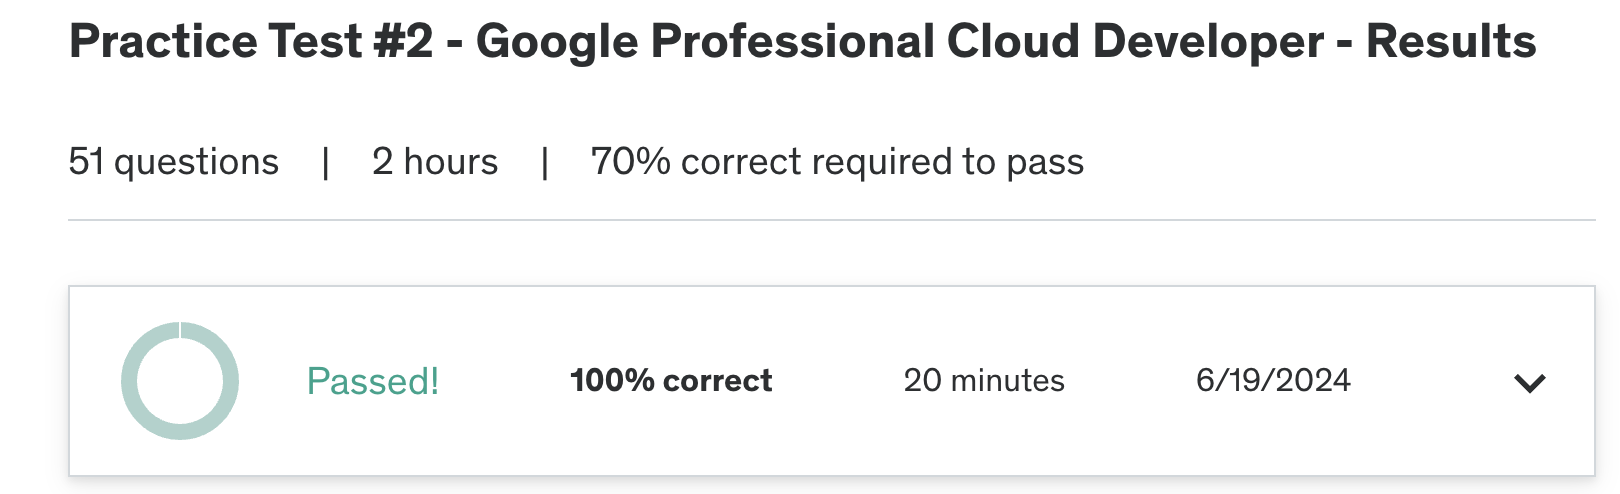 Practice Test #2 - Google Professional Cloud Developer - Results
51 questions | 2 hours | 70% correct required to pass
Passed! 100% correct 20 minutes 6/19/2024